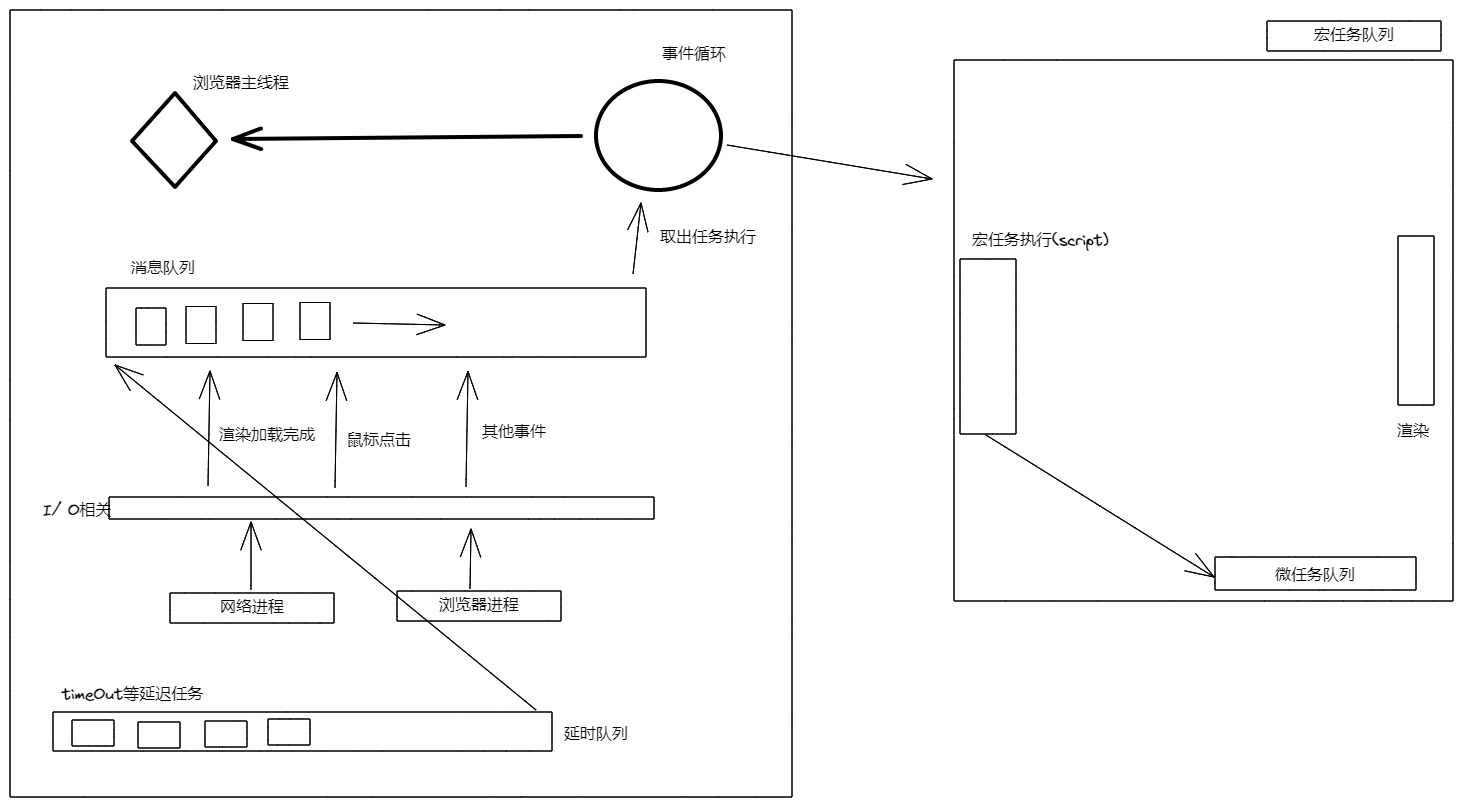 事件循环
浏览器主线程
取出任务执行
消息队列
渲染加载完成
鼠标点击
其他事件
I/ O相关
网络进程
浏览器进程
timeOut等延迟任务
延时队列
宏任务队列
宏任务执行(script)
渲染
微任务队列